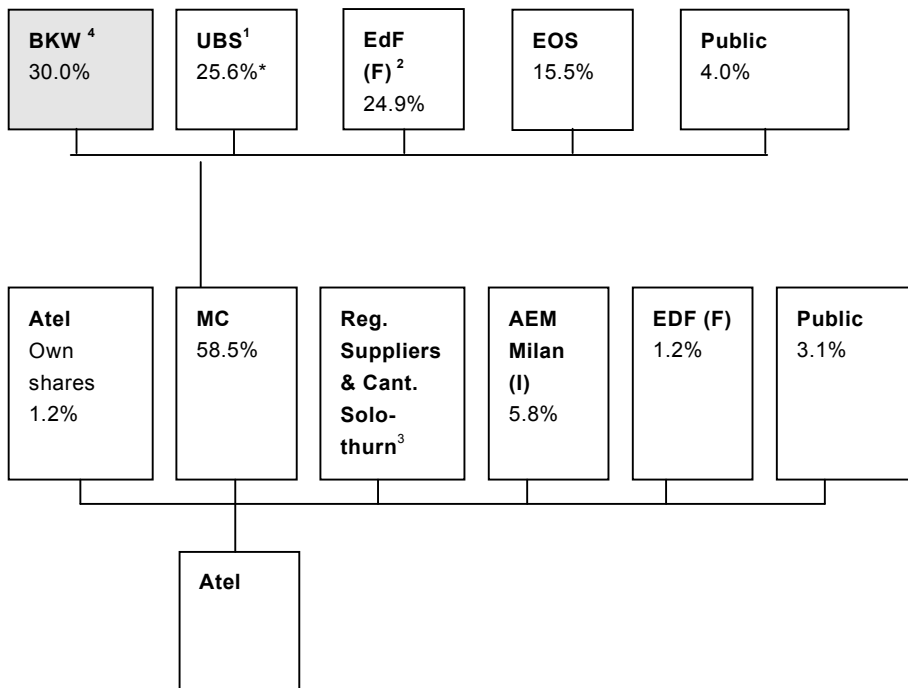 BKW 4
30.0%
UBS1
25.6%*
EdF
(F) 2
24.9%
EOS
15.5%
Public
4.0%
Atel
Own
shares
1.2%
MC
58.5%
Reg.
Suppliers
& Cant.
Solo-
thurn3
AEM
Milan
(I)
5.8%
EDF (F)
1.2%
Public
3.1%
Atel